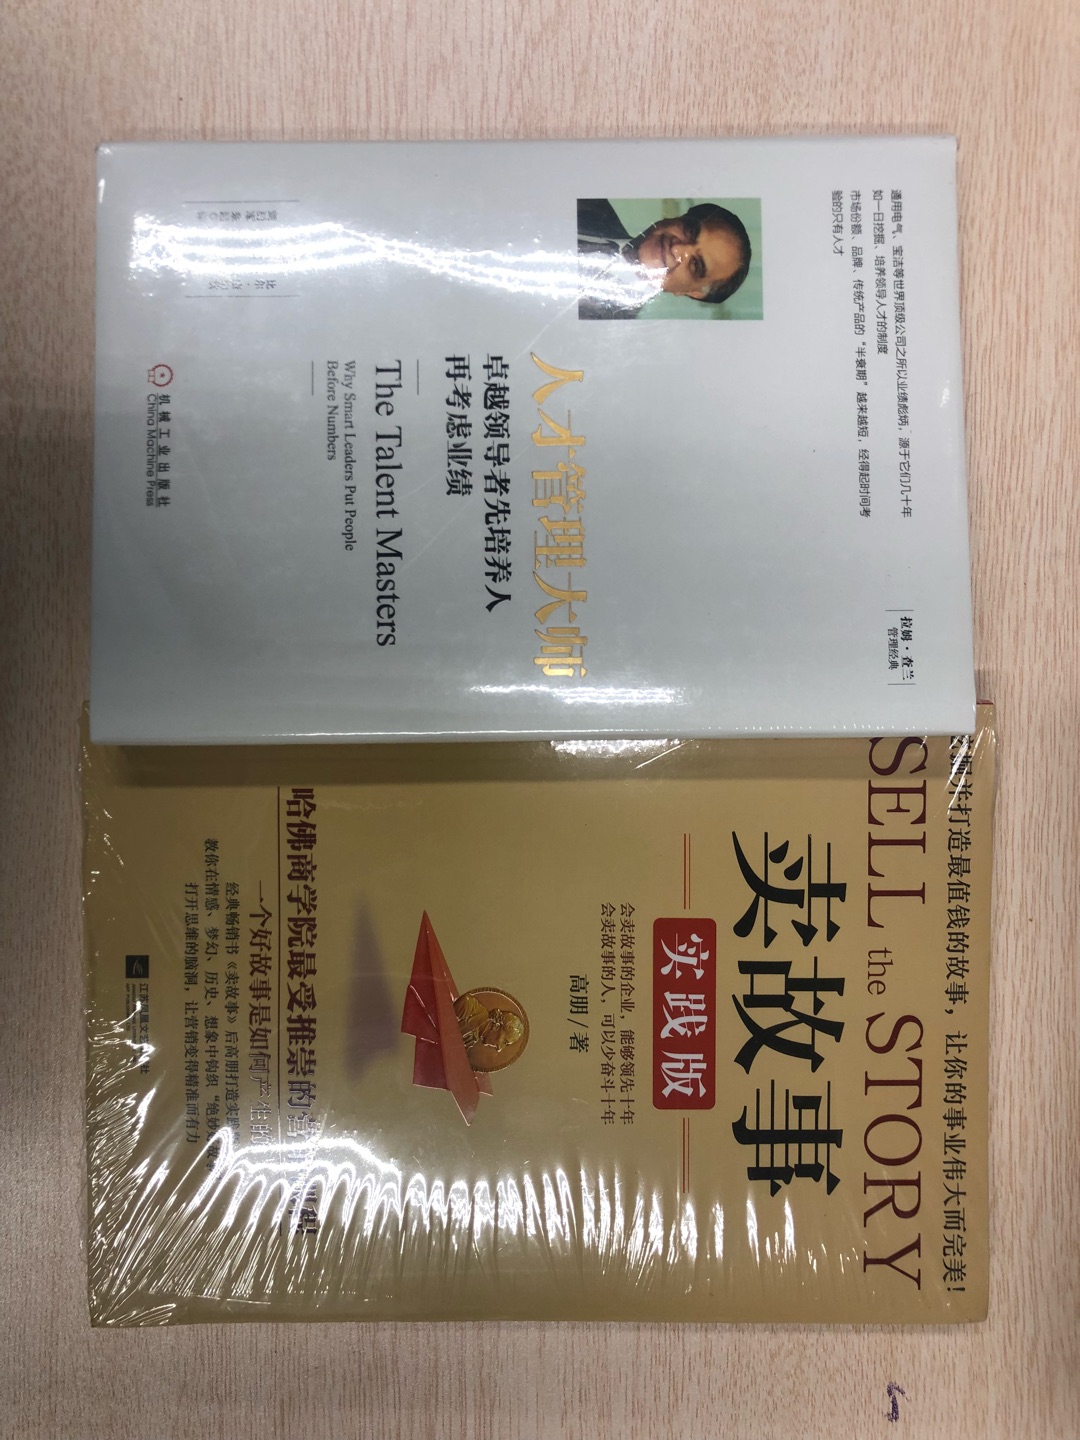 通用电气、宝洁等世界顶级公司之所以业绩彪炳，源于它们几十年
如一日挖掘、培养领导人才的制度
市场份额、品牌、传统产品的“半衰期”越来越短，经得起时间考
验的只有人才
拉姆·查兰
管理经典
人才管理大师
卓越领导者先培养人
再考虑业绩
The Talent Masters
Why Smart Leaders Put People
Before Numbers
机械工业出版社
China Machine Press
并打造最值钱的故事，让你的事业伟大而完美！
SELL the STORY
卖故事
实践版
会卖故事的企业，能够领先十年
会卖故事的人，可以少奋斗十年
高朋/著
哈佛商学院最受推崇的营
一个好故事是如何产生的
经典畅销书《卖故事》后高朋打造实践
教你在情感、梦幻、历史、想象中钩织“绝妙
打开思维的脑洞，让营销变得精准而有力